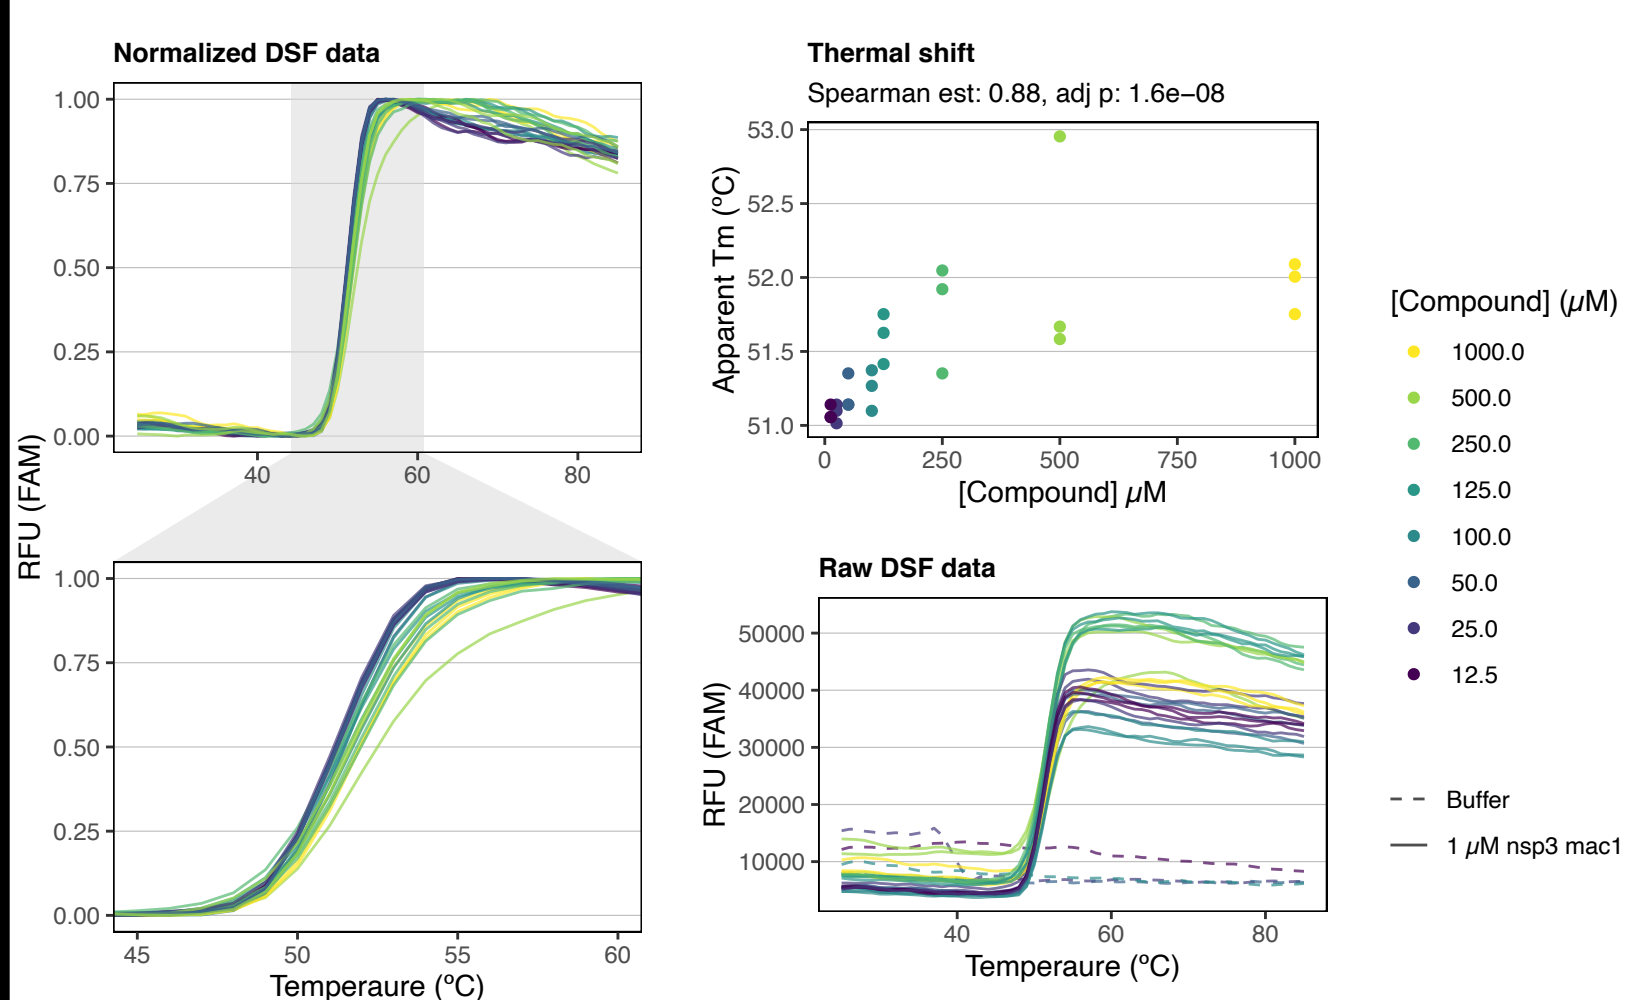 Normalized DSF data
1.00
0.75
0.50
0.25
0.00
40 60 80
RFU (FAM)
1.00
0.75
0.50
0.25
0.00
45 50 55 60
Temperaure (ºC)
Thermal shift
Spearman est: 0.88, adj p: 1.6e−08
Apparent Tm (ºC)
53.0
52.5
52.0
51.5
51.0
0 250 500 750 1000
[Compound] µM
Raw DSF data
RFU (FAM)
50000
40000
30000
20000
10000
40 60 80
Temperaure (ºC)
[Compound] (µM)
1000.0
500.0
250.0
125.0
100.0
50.0
25.0
12.5
Buffer
1 µM nsp3 mac1